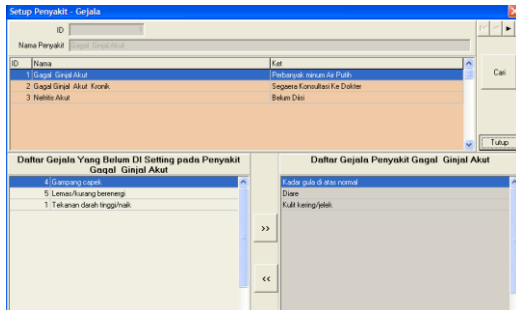 Setup Penyakit - Gejala
ID
Nama Penyakit Gagal Ginjal Akut
ID Nama Ket
1 Gagal Ginjal Akut Perbanyak minum Air Putih
2 Gagal Ginjal Akut Kronik Segaera Konsultasi Ke Dokter
3 Nefritis Akut Belum Diisi
Cari
Tutup
Daftar Gejala Yang Belum DI Setting pada Penyakit
Gagal Ginjal Akut
4 Gampang capek
5 Lemas/kurang berenergi
1 Tekanan darah tinggi/naik
>>
<<
Daftar Gejala Penyakit Gagal Ginjal Akut
Kadar gula di atas normal
Diare
Kulit kering/jelek